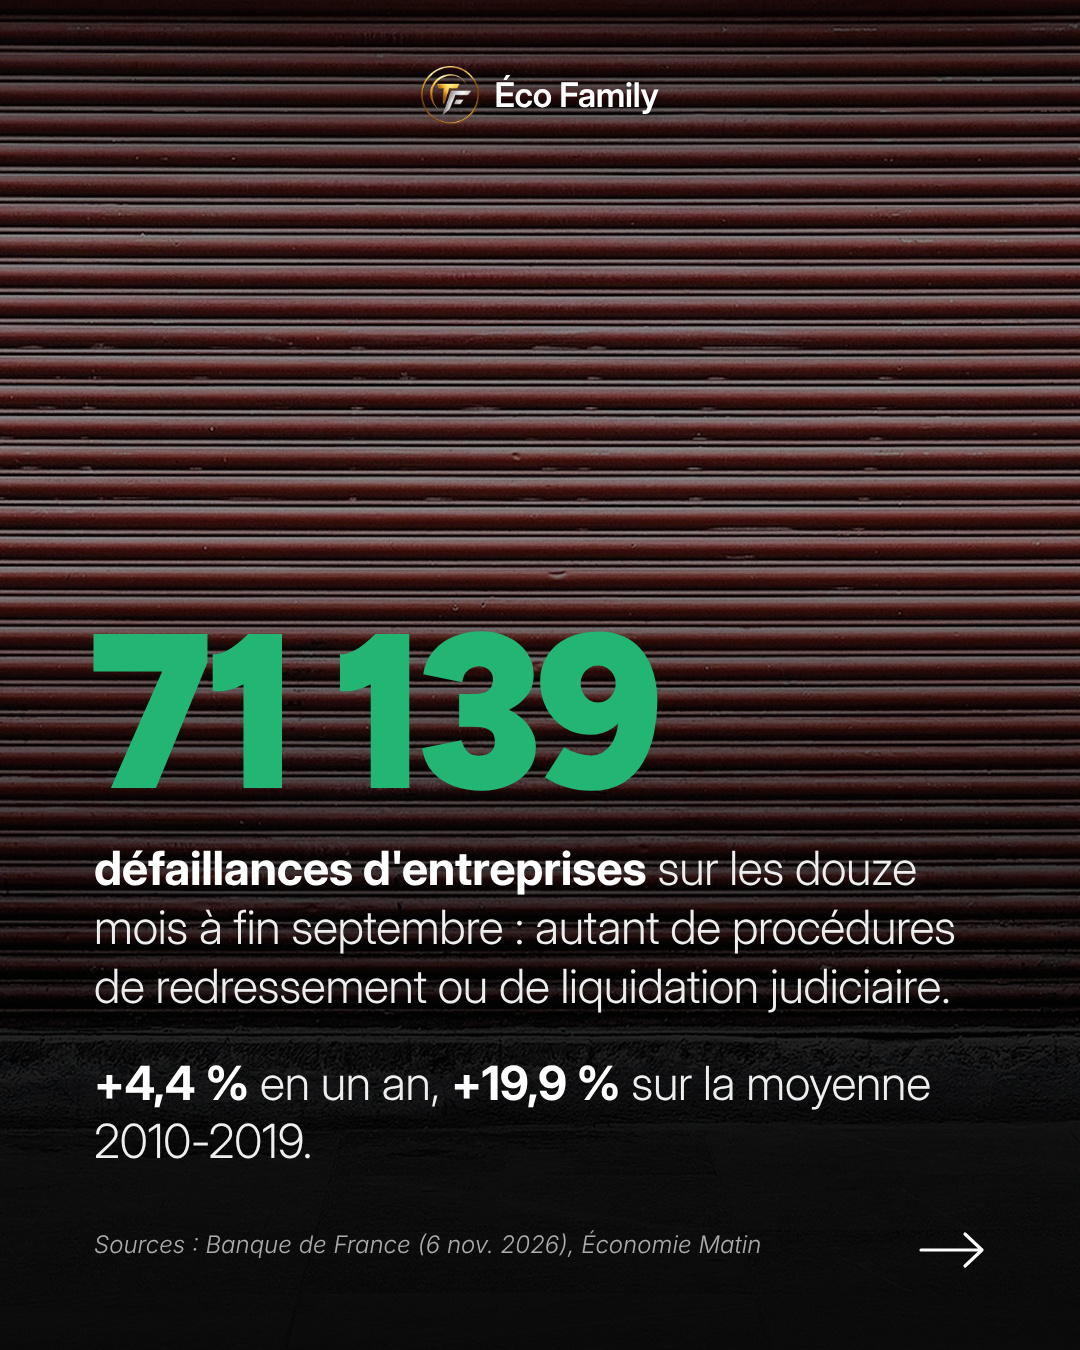 TF Éco Family
71 139
défaillances d'entreprises sur les douze
mois à fin septembre : autant de procédures
de redressement ou de liquidation judiciaire.
+4,4 % en un an, +19,9 % sur la moyenne
2010-2019.
Sources : Banque de France (6 nov. 2026), Économie Matin